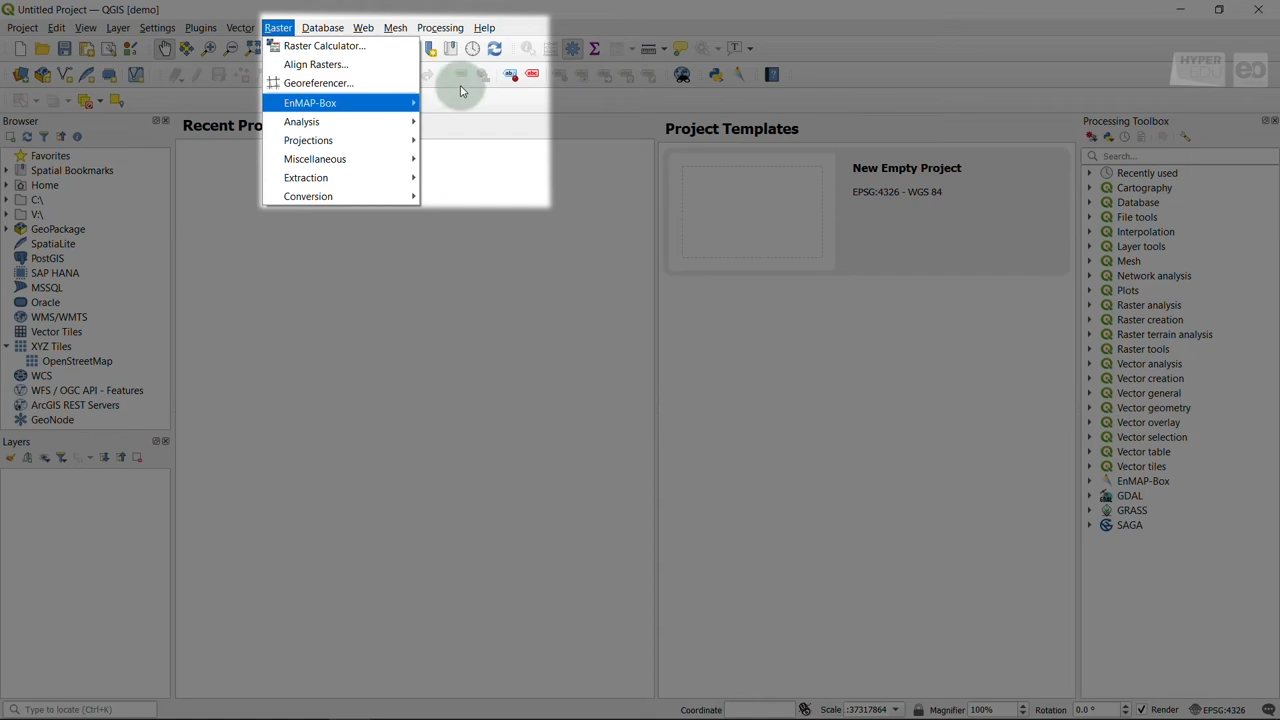 Untitled Project — QGIS [demo]
Project Edit View Layer Settings Plugins Vector Raster Database Web Mesh Processing Help
Raster Calculator...
Align Rasters...
Georeferencer...
EnMAP-Box
Analysis
Projections
Miscellaneous
Extraction
Conversion
HYPER
EO
Browser
Favorites
Spatial Bookmarks
Home
C:\
V:\
GeoPackage
SpatiaLite
PostGIS
SAP HANA
MSSQL
Oracle
WMS/WMTS
Vector Tiles
XYZ Tiles
OpenStreetMap
WCS
WFS / OGC API - Features
ArcGIS REST Servers
GeoNode
Layers
Recent Pro
Project Templates
New Empty Project
EPSG:4326 - WGS 84
Processing Toolbox
Search...
Recently used
Cartography
Database
File tools
Interpolation
Layer tools
Mesh
Network analysis
Plots
Raster analysis
Raster creation
Raster terrain analysis
Raster tools
Vector analysis
Vector creation
Vector general
Vector geometry
Vector overlay
Vector selection
Vector table
Vector tiles
EnMAP-Box
GDAL
GRASS
SAGA
Type to locate (Ctrl+K)
Coordinate
Scale :37317864
Magnifier 100%
Rotation 0.0 °
Render
EPSG:4326